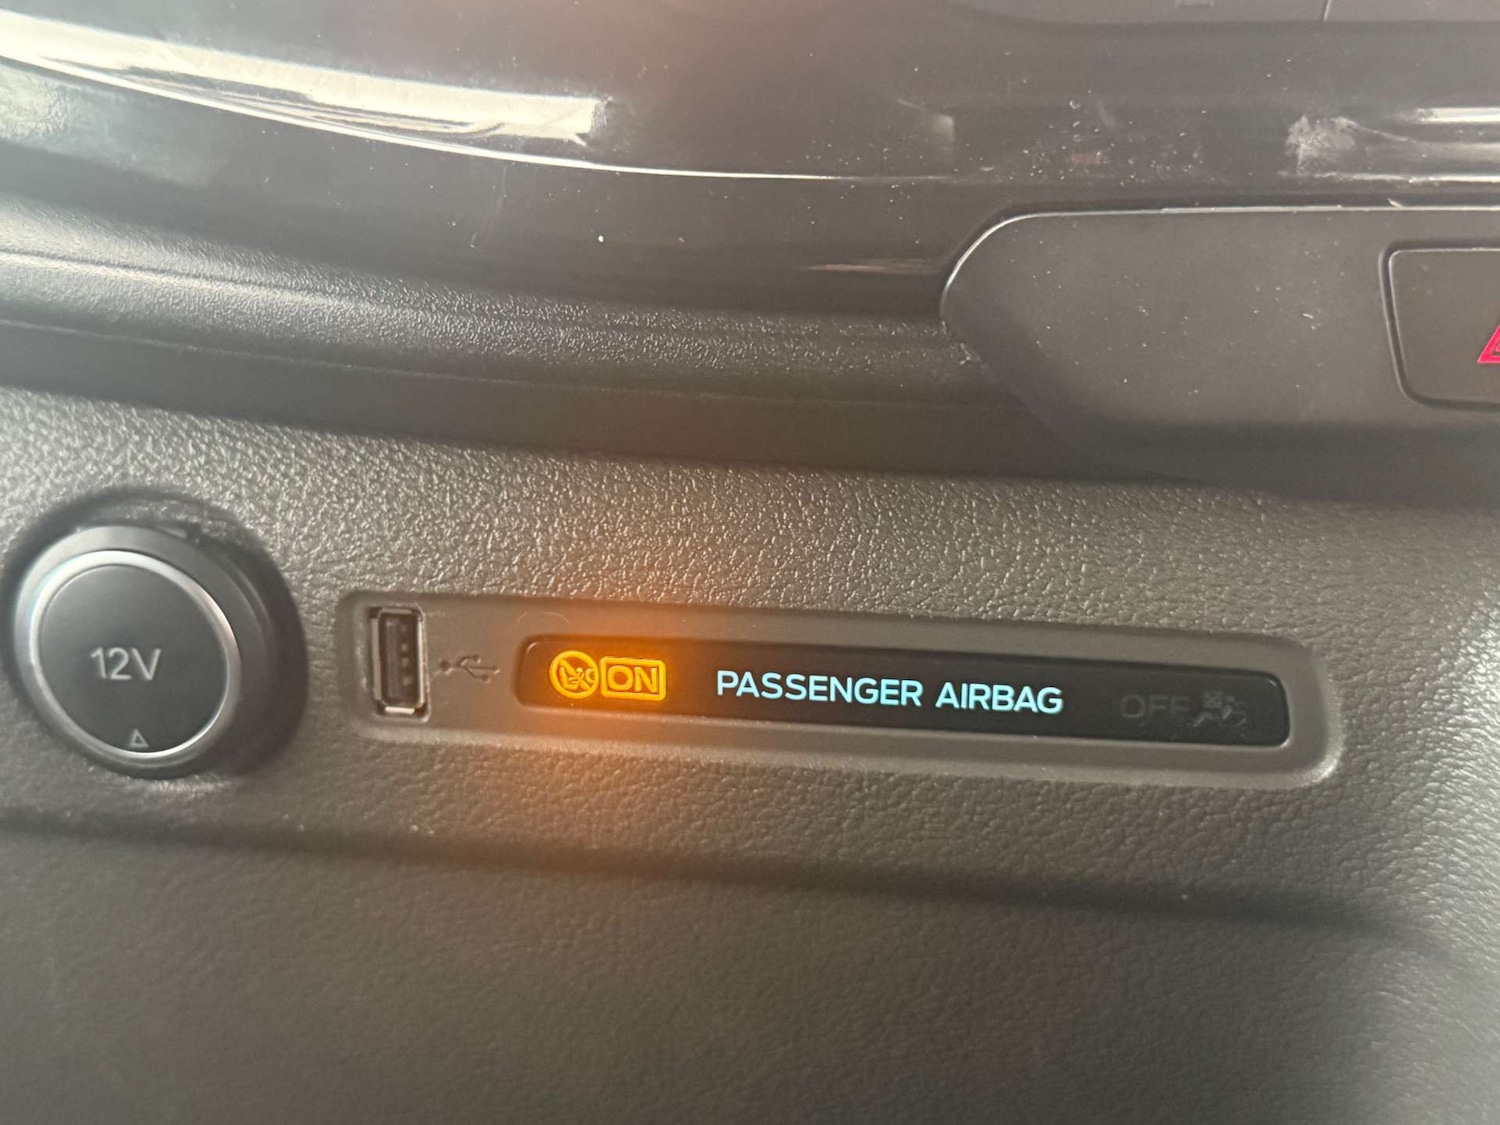 12V
ON PASSENGER AIRBAG OFF